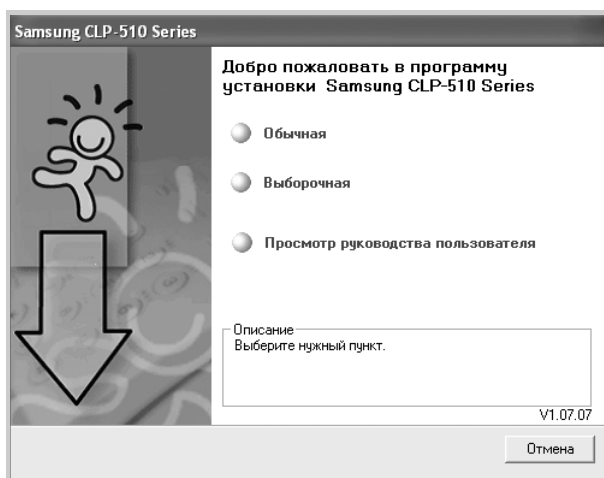 Samsung CLP-510 Series
Добро пожаловать в программу
установки Samsung CLP-510 Series
Обычная
Выборочная
Просмотр руководства пользователя
Описание
Выберите нужный пункт.
V1.07.07
Отмена